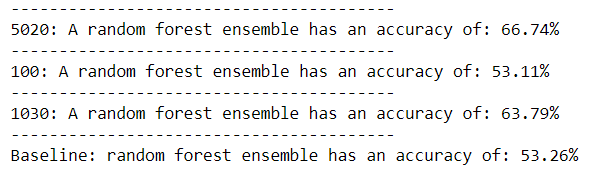 ----------------------------------------
5020: A random forest ensemble has an accuracy of: 66.74%
----------------------------------------
100: A random forest ensemble has an accuracy of: 53.11%
----------------------------------------
1030: A random forest ensemble has an accuracy of: 63.79%
----------------------------------------
Baseline: random forest ensemble has an accuracy of: 53.26%